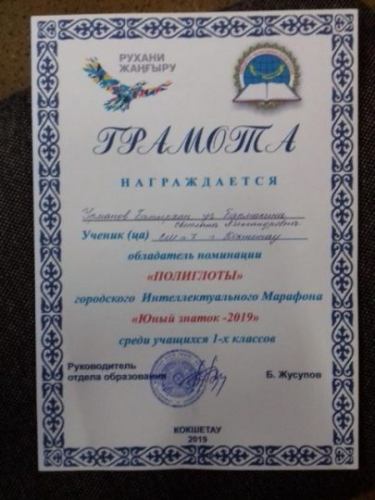 РУХАНИ
ЖАҢҒЫРУ
ГРАМОТА
НАГРАЖДАЕТСЯ
Ученик (ца) г. Кокшетау
обладатель номинации
«ПОЛИГЛОТЫ»
городского Интеллектуального Марафона
«Юный знаток -2019»
среди учащихся 1-х классов
Руководитель
отдела образования Б. Жусупов
КОКШЕТАУ
2019